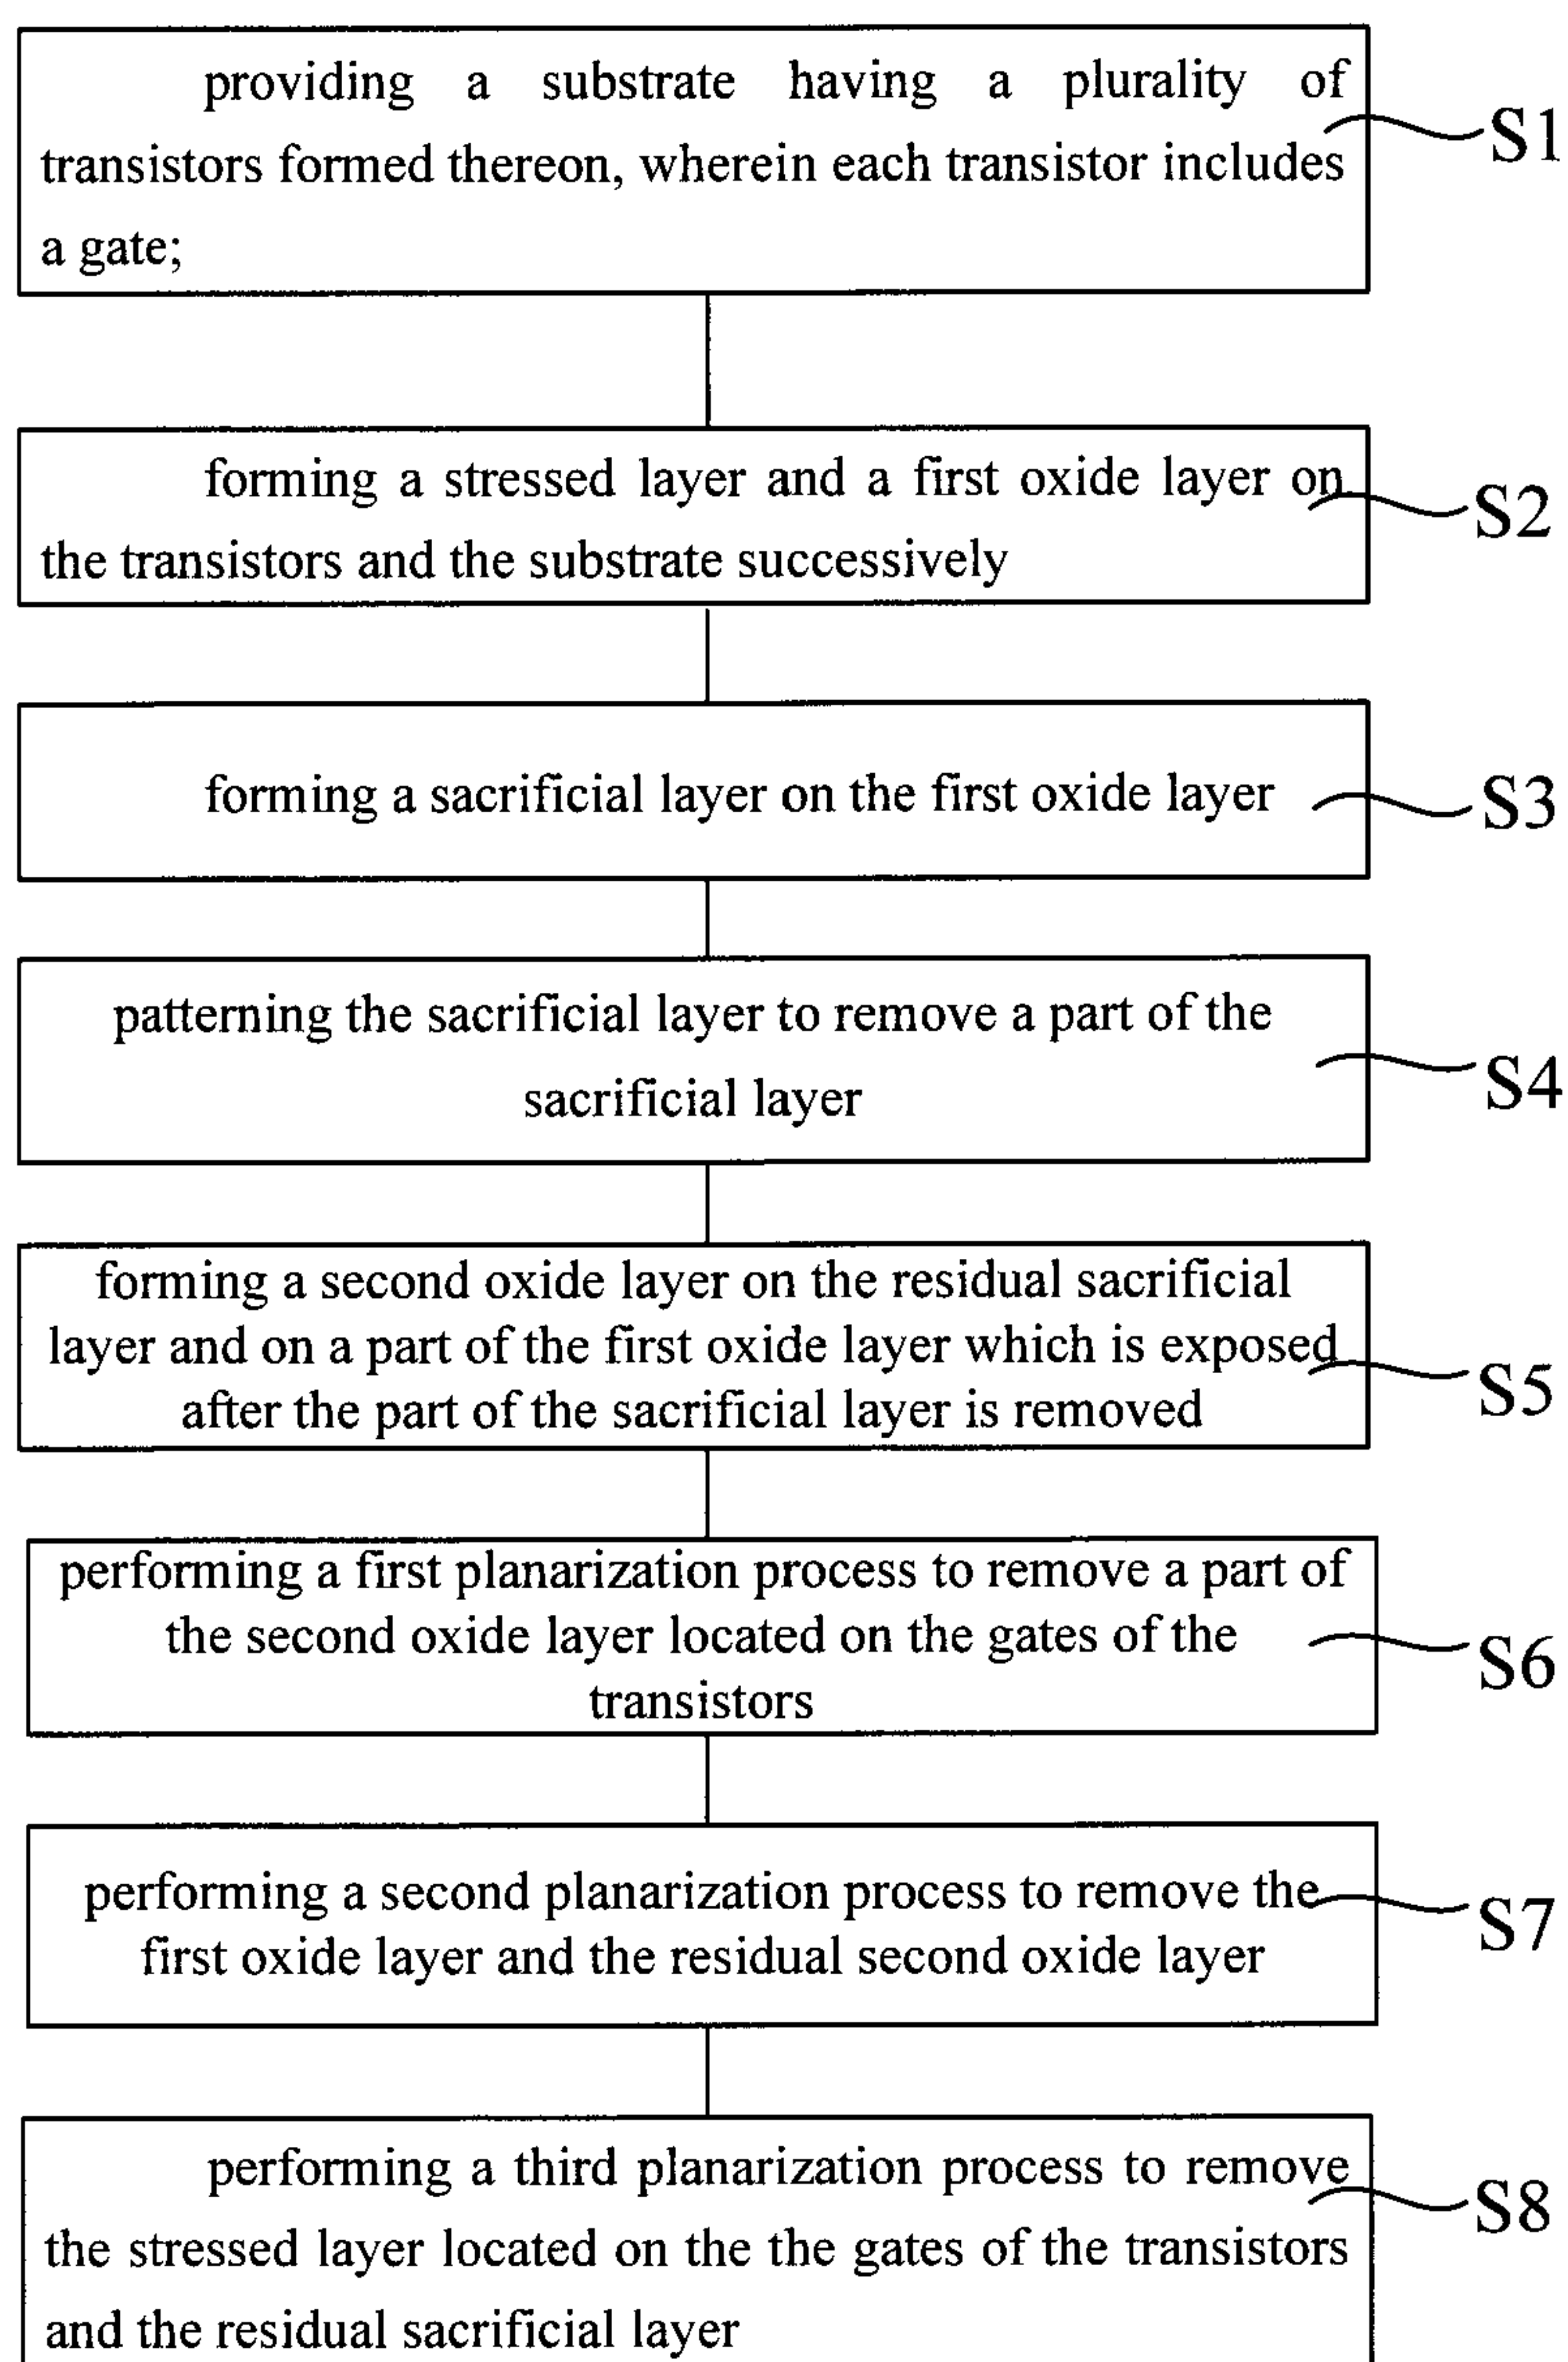 providing a substrate having a plurality of
transistors formed thereon, wherein each transistor includes
a gate;
S1
forming a stressed layer and a first oxide layer on
the transistors and the substrate successively
S2
forming a sacrificial layer on the first oxide layer
S3
patterning the sacrificial layer to remove a part of the
sacrificial layer
S4
forming a second oxide layer on the residual sacrificial
layer and on a part of the first oxide layer which is exposed
after the part of the sacrificial layer is removed
S5
performing a first planarization process to remove a part of
the second oxide layer located on the gates of the
transistors
S6
performing a second planarization process to remove the
first oxide layer and the residual second oxide layer
S7
performing a third planarization process to remove
the stressed layer located on the the gates of the transistors
and the residual sacrificial layer
S8